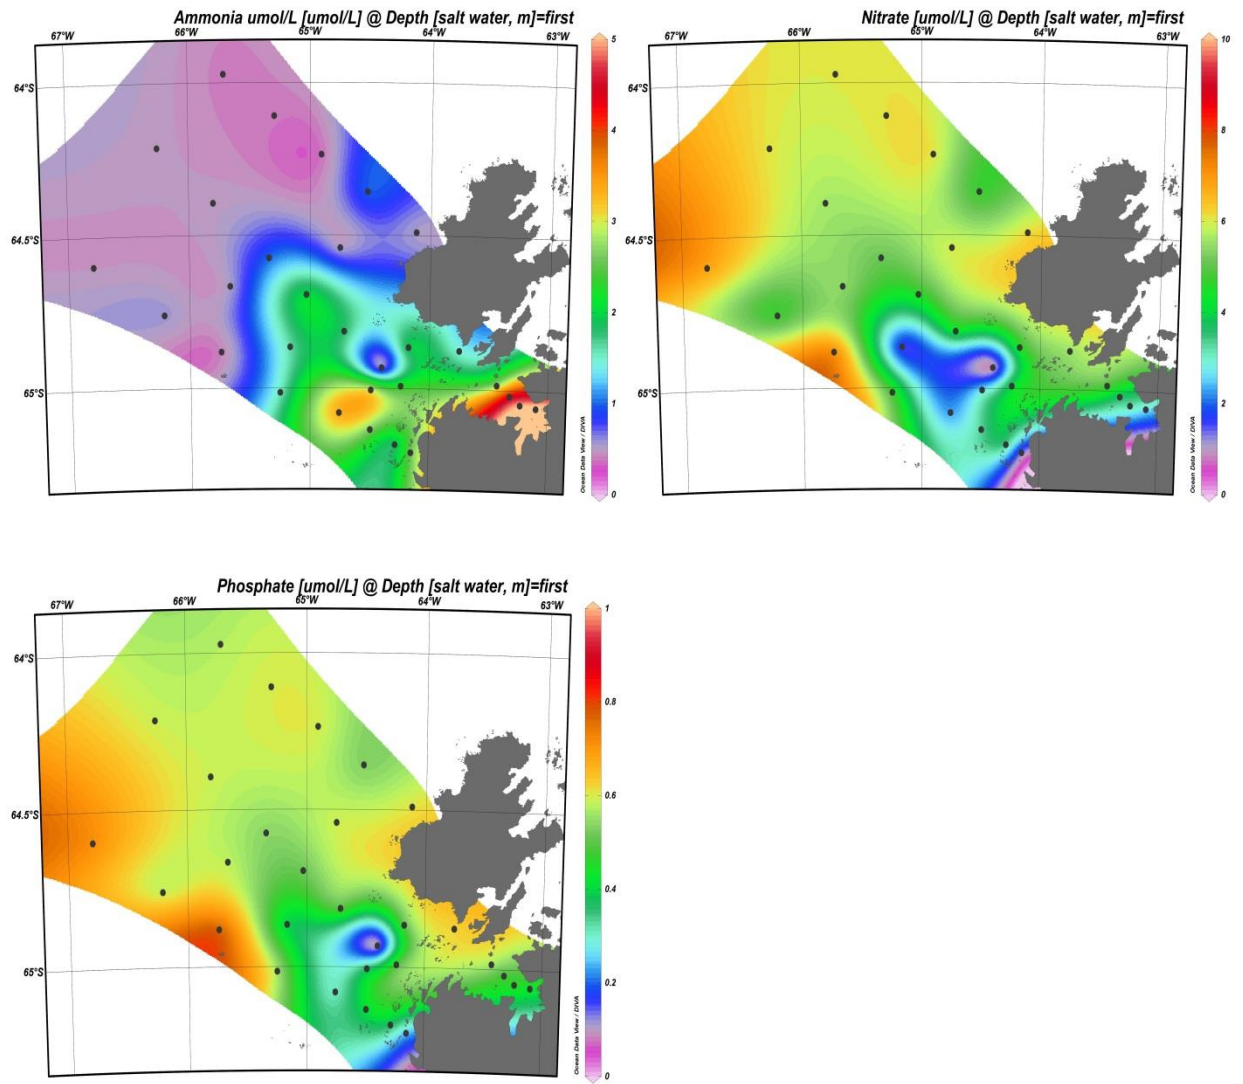 Ammonia umol/L [umol/L] @ Depth [salt water, m]=first
67°W 66°W 65°W 64°W 63°W
64°S
64.5°S
65°S
5
4
3
2
1
0
Ocean Data View / DIVA
Nitrate [umol/L] @ Depth [salt water, m]=first
67°W 66°W 65°W 64°W 63°W
64°S
64.5°S
65°S
10
8
6
4
2
0
Ocean Data View / DIVA
Phosphate [umol/L] @ Depth [salt water, m]=first
67°W 66°W 65°W 64°W 63°W
64°S
64.5°S
65°S
1
0.8
0.6
0.4
0.2
0
Ocean Data View / DIVA